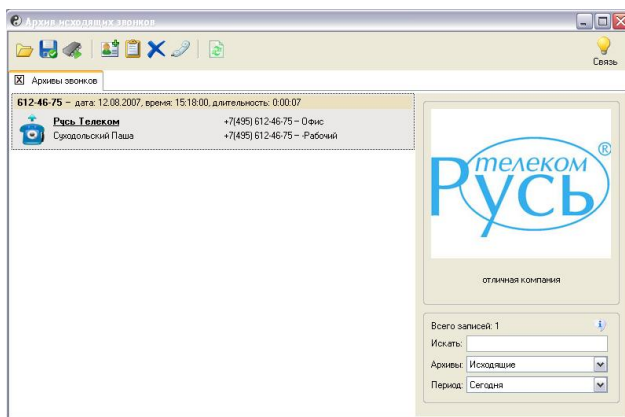 Архив исходящих звонков
Связь
Архивы звонков
612-46-75 – дата: 12.08.2007, время: 15:18:00, длительность: 0:00:07
Русь Телеком
+7(495) 612-46-75 – Офис
Суходольский Паша
+7(495) 612-46-75 – -Рабочий
телеком
Русь
®
отличная компания
Всего записей: 1
Искать:
Архивы: Исходящие
Период: Сегодня